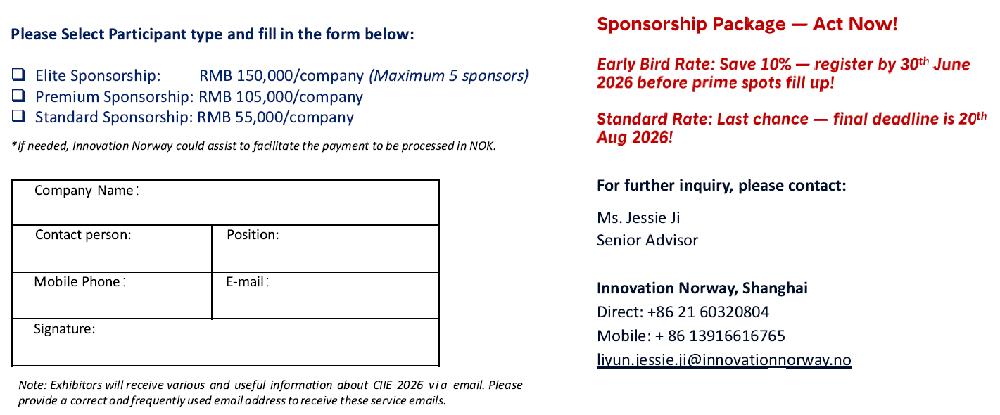 Please Select Participant type and fill in the form below:
❑ Elite Sponsorship: RMB 150,000/company (Maximum 5 sponsors)
❑ Premium Sponsorship: RMB 105,000/company
❑ Standard Sponsorship: RMB 55,000/company
*If needed, Innovation Norway could assist to facilitate the payment to be processed in NOK.
Company Name:
Contact person: Position:
Mobile Phone: E-mail:
Signature:
Note: Exhibitors will receive various and useful information about CIIE 2026 via email. Please
provide a correct and frequently used email address to receive these service emails.
Sponsorship Package — Act Now!
Early Bird Rate: Save 10% — register by 30th June
2026 before prime spots fill up!
Standard Rate: Last chance — final deadline is 20th
Aug 2026!
For further inquiry, please contact:
Ms. Jessie Ji
Senior Advisor
Innovation Norway, Shanghai
Direct: +86 21 60320804
Mobile: + 86 13916616765
liyun.jessie.ji@innovationnorway.no